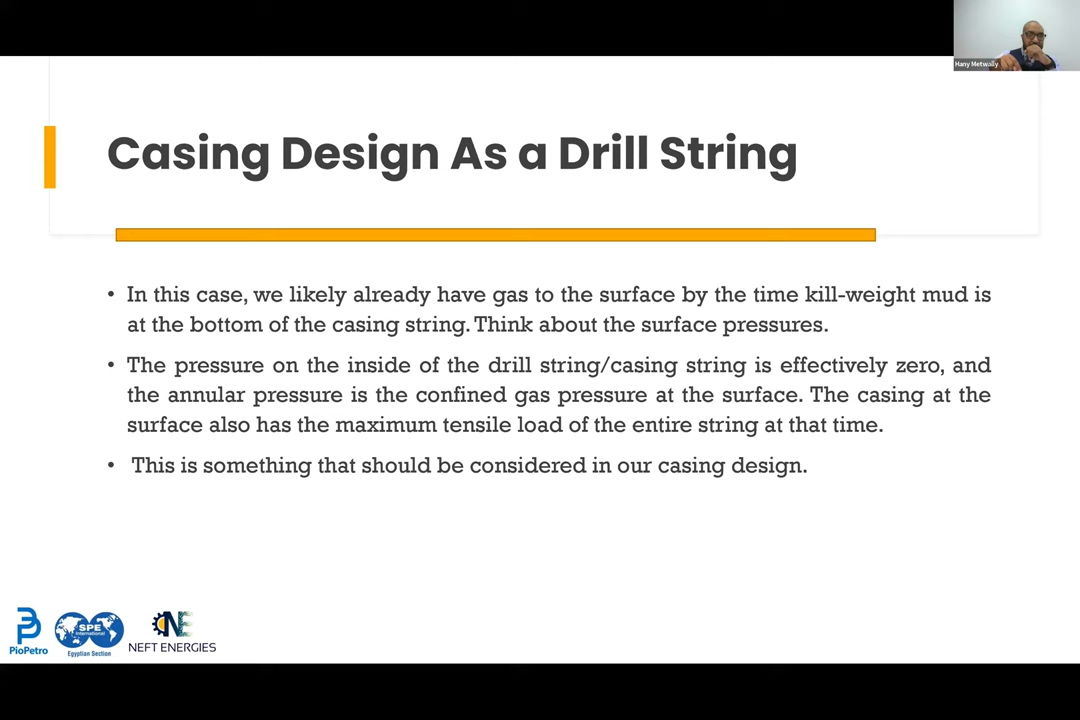 Hany Metwally
Casing Design As a Drill String
• In this case, we likely already have gas to the surface by the time kill-weight mud is
at the bottom of the casing string. Think about the surface pressures.
• The pressure on the inside of the drill string/casing string is effectively zero, and
the annular pressure is the confined gas pressure at the surface. The casing at the
surface also has the maximum tensile load of the entire string at that time.
• This is something that should be considered in our casing design.
PioPetro
SPE
International
Egyptian Section
NE
NEFT ENERGIES